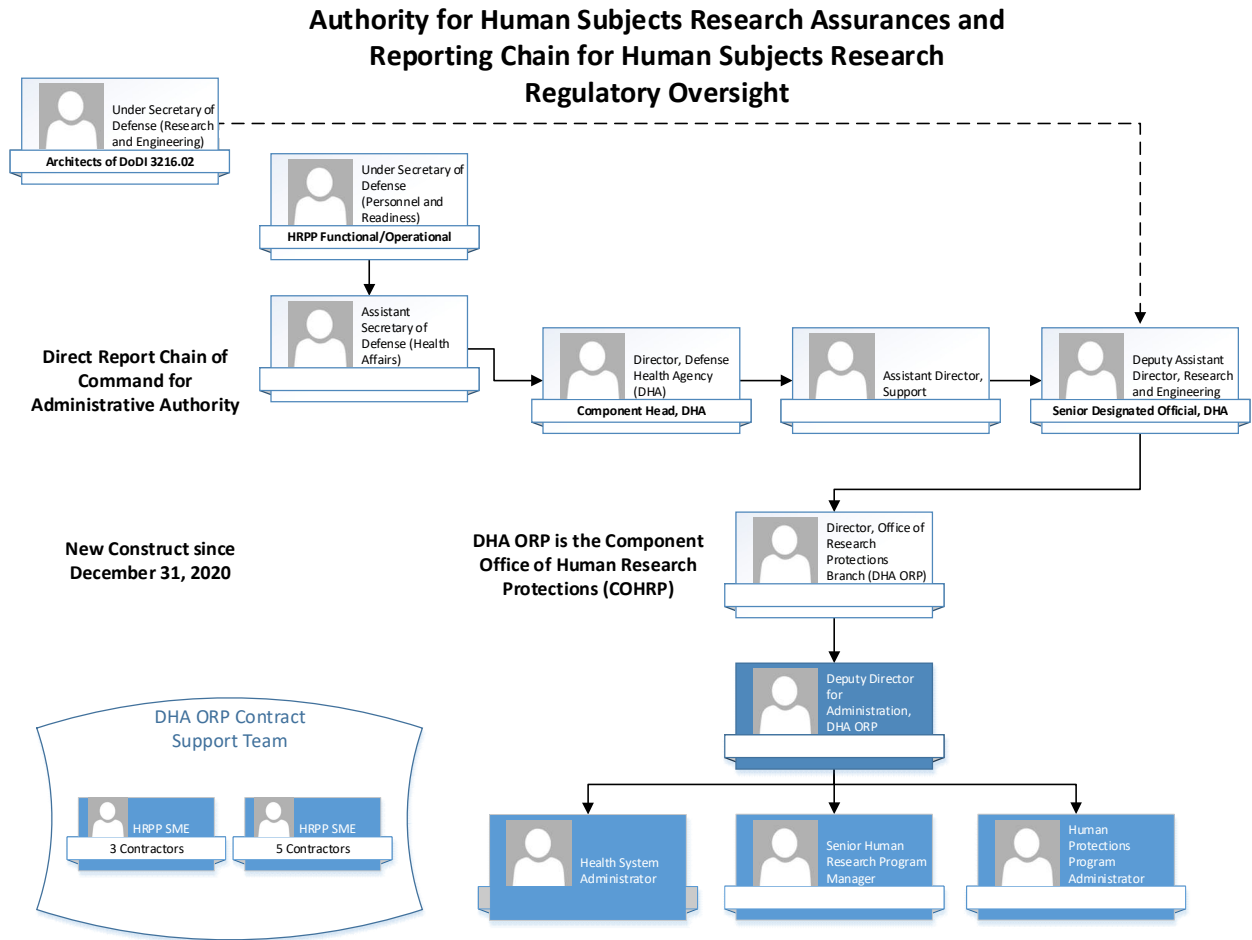 Authority for Human Subjects Research Assurances and
Reporting Chain for Human Subjects Research
Regulatory Oversight
Under Secretary of
Defense (Research
and Engineering)
Architects of DoDI 3216.02
Under Secretary of
Defense
(Personnel and
Readiness)
HRPP Functional/Operational
Assistant
Secretary of
Defense (Health
Affairs)
Direct Report Chain of
Command for
Administrative Authority
Director, Defense
Health Agency
(DHA)
Component Head, DHA
Assistant Director,
Support
Deputy Assistant
Director, Research
and Engineering
Senior Designated Official, DHA
New Construct since
December 31, 2020
DHA ORP is the Component
Office of Human Research
Protections (COHRP)
Director, Office of
Research
Protections
Branch (DHA ORP)
Deputy Director
for
Administration,
DHA ORP
DHA ORP Contract
Support Team
HRPP SME
3 Contractors
HRPP SME
5 Contractors
Health System
Administrator
Senior Human
Research Program
Manager
Human
Protections
Program
Administrator